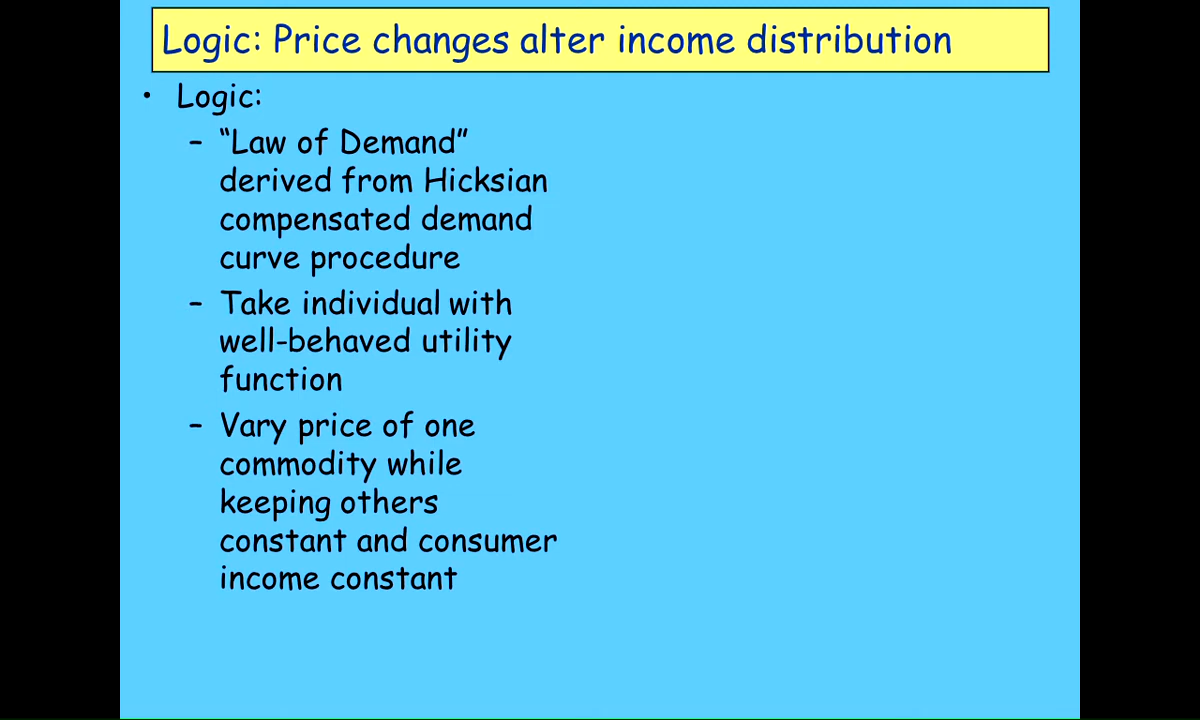 Logic: Price changes alter income distribution
• Logic:
– “Law of Demand”
derived from Hicksian
compensated demand
curve procedure
– Take individual with
well-behaved utility
function
– Vary price of one
commodity while
keeping others
constant and consumer
income constant